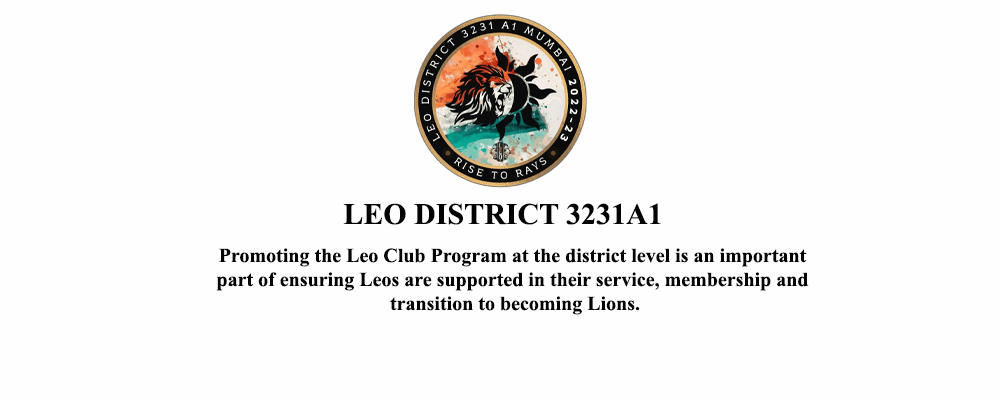 LEO DISTRICT 3231 A1 MUMBAI 2022-23
RISE TO RAYS
LEO DISTRICT 3231A1
Promoting the Leo Club Program at the district level is an important
part of ensuring Leos are supported in their service, membership and
transition to becoming Lions.